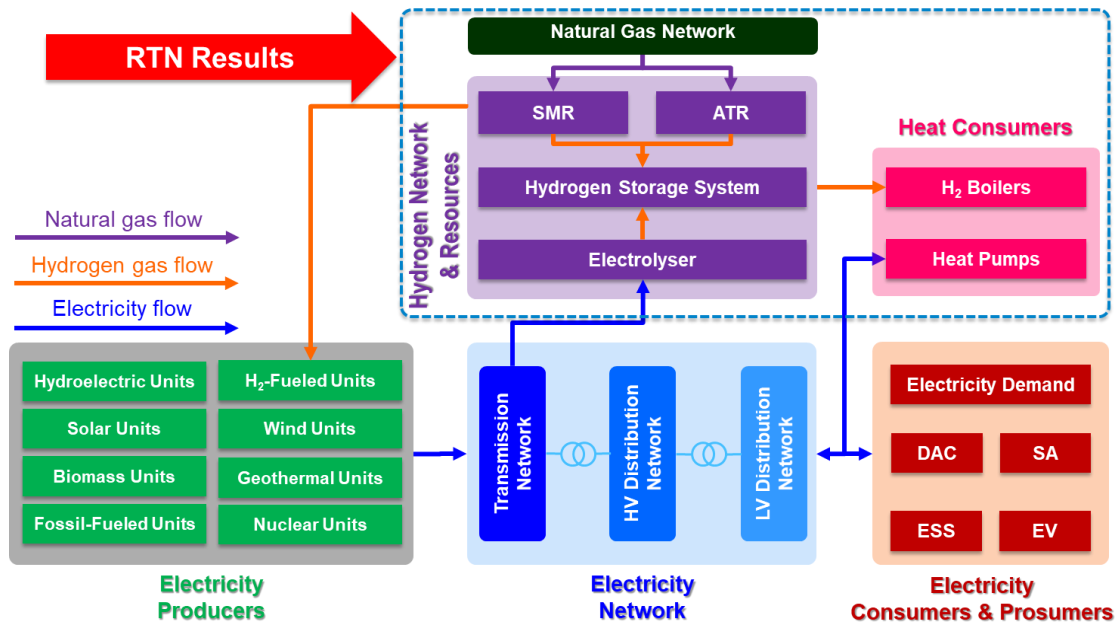 RTN Results
Natural Gas Network
SMR
ATR
Hydrogen Storage System
Electrolyser
Hydrogen Network
& Resources
Heat Consumers
H₂ Boilers
Heat Pumps
Natural gas flow
Hydrogen gas flow
Electricity flow
Hydroelectric Units
H₂-Fueled Units
Solar Units
Wind Units
Biomass Units
Geothermal Units
Fossil-Fueled Units
Nuclear Units
Electricity
Producers
Transmission
Network
HV Distribution
Network
LV Distribution
Network
Electricity
Network
Electricity Demand
DAC
SA
ESS
EV
Electricity
Consumers & Prosumers